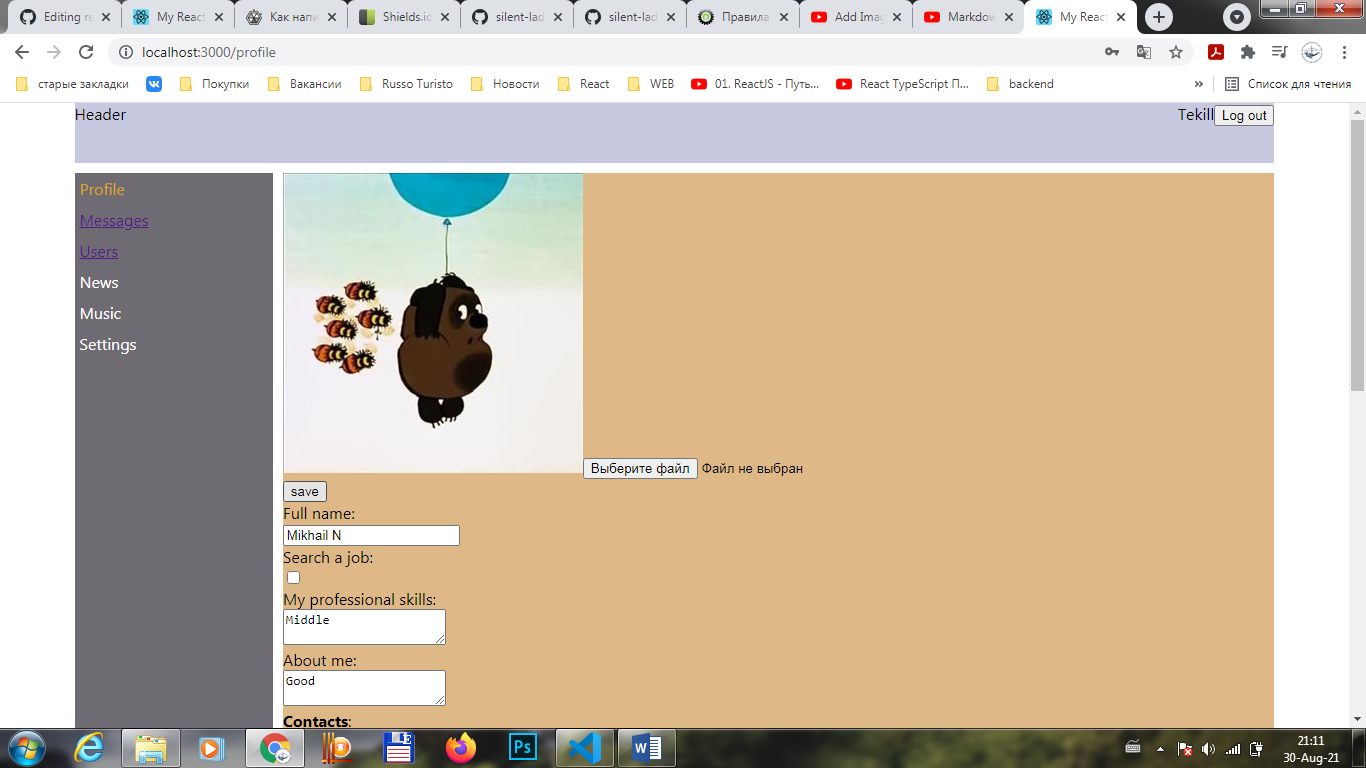 Editing re
My React
Как напи
Shields.io
silent-lad
silent-lad
Правила
Add Imag
Markdow
My React
localhost:3000/profile
старые закладки
Покупки
Вакансии
Russo Turisto
Новости
React
WEB
01. ReactJS - Путь...
React TypeScript П...
backend
»
Список для чтения
Header
Tekill
Log out
Profile
Messages
Users
News
Music
Settings
Выберите файл Файл не выбран
save
Full name:
Mikhail N
Search a job:
My professional skills:
Middle
About me:
Good
Contacts:
Ps
W
21:11
30-Aug-21